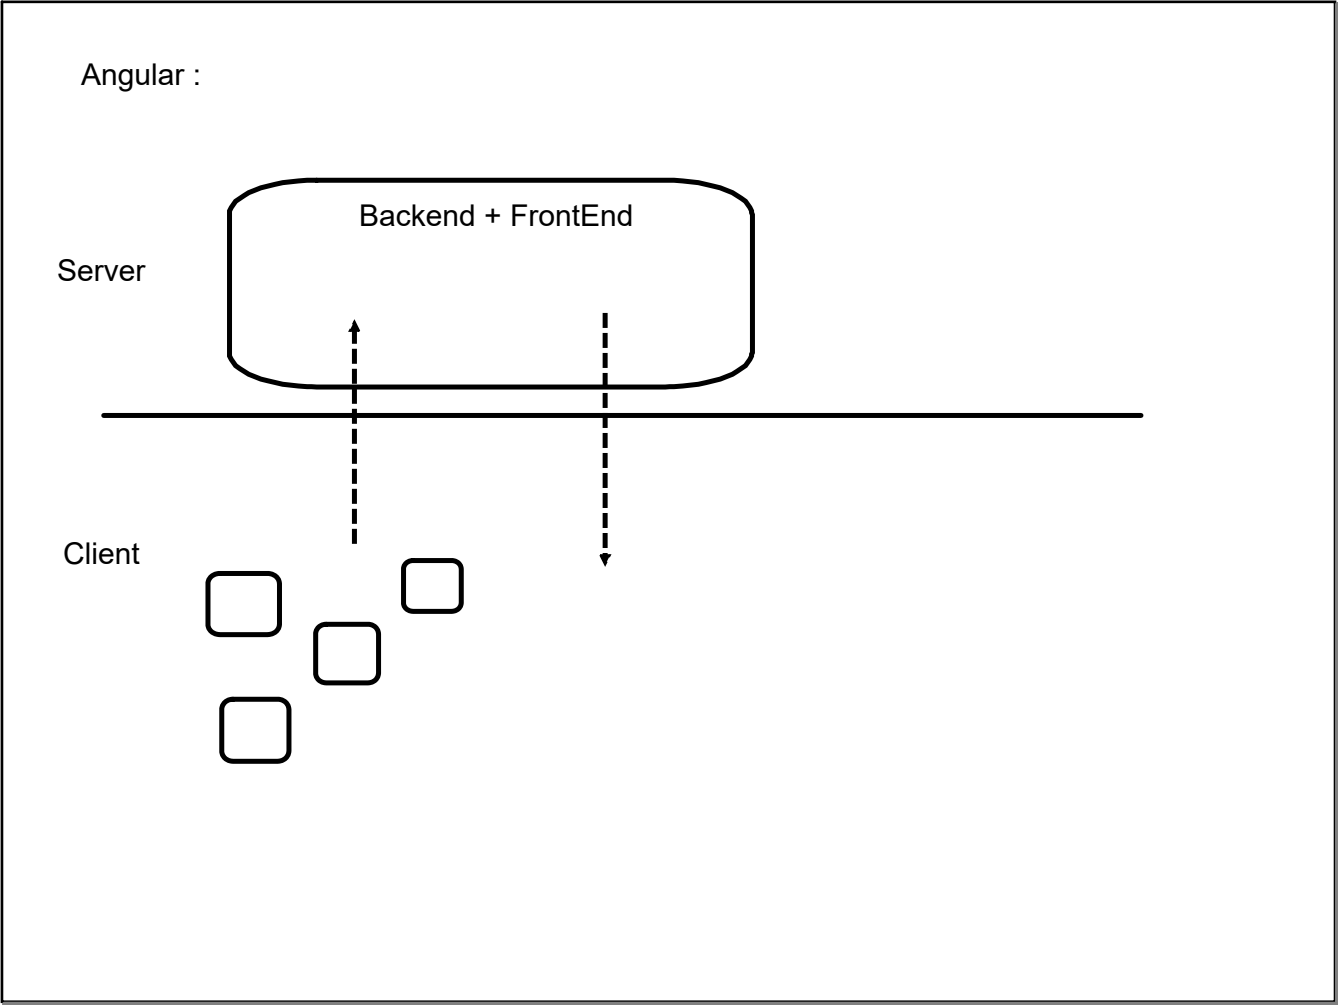 Angular :
Backend + FrontEnd
Server
Client